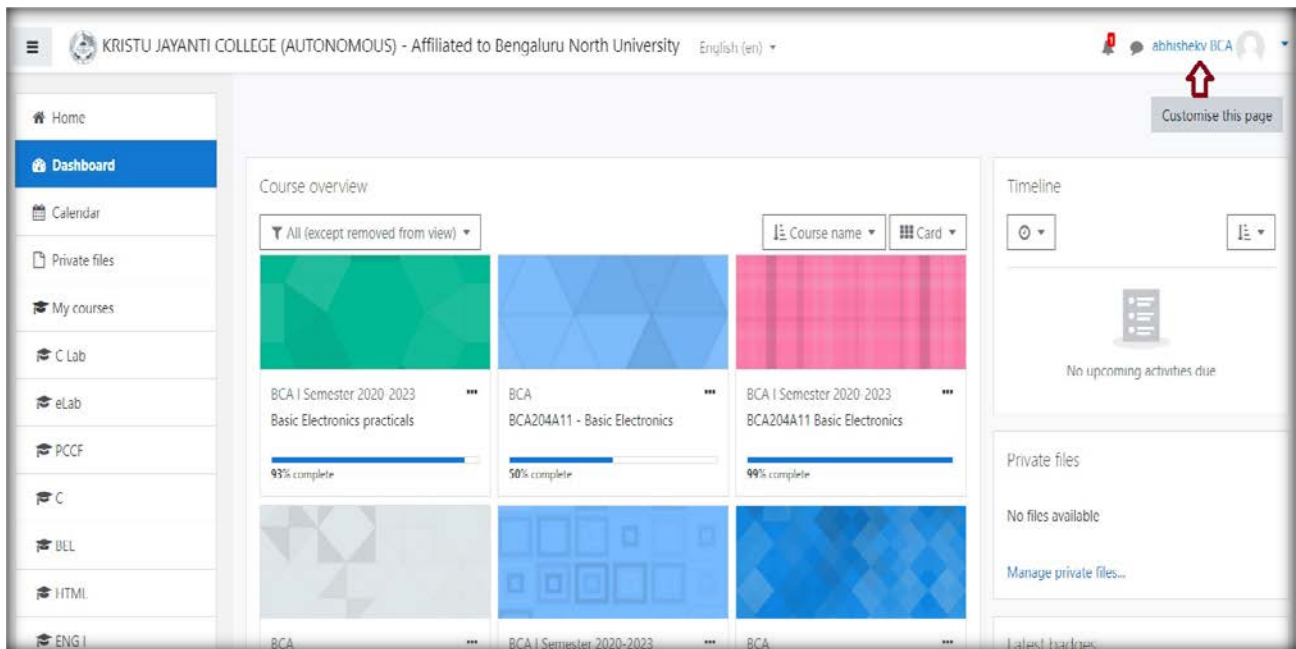 KRISTU JAYANTI COLLEGE (AUTONOMOUS) - Affiliated to Bengaluru North University
English (en)
1
abhishekv BCA
Customise this page
Home
Dashboard
Calendar
Private files
My courses
C Lab
eLab
PCCF
C
BEL
HTML
ENG I
Course overview
All (except removed from view)
Course name
Card
BCA I Semester 2020-2023
Basic Electronics practicals
93% complete
BCA
BCA204A11 - Basic Electronics
50% complete
BCA I Semester 2020-2023
BCA204A11 Basic Electronics
99% complete
BCA
BCA I Semester 2020-2023
BCA
Timeline
No upcoming activities due
Private files
No files available
Manage private files...
Latest badges